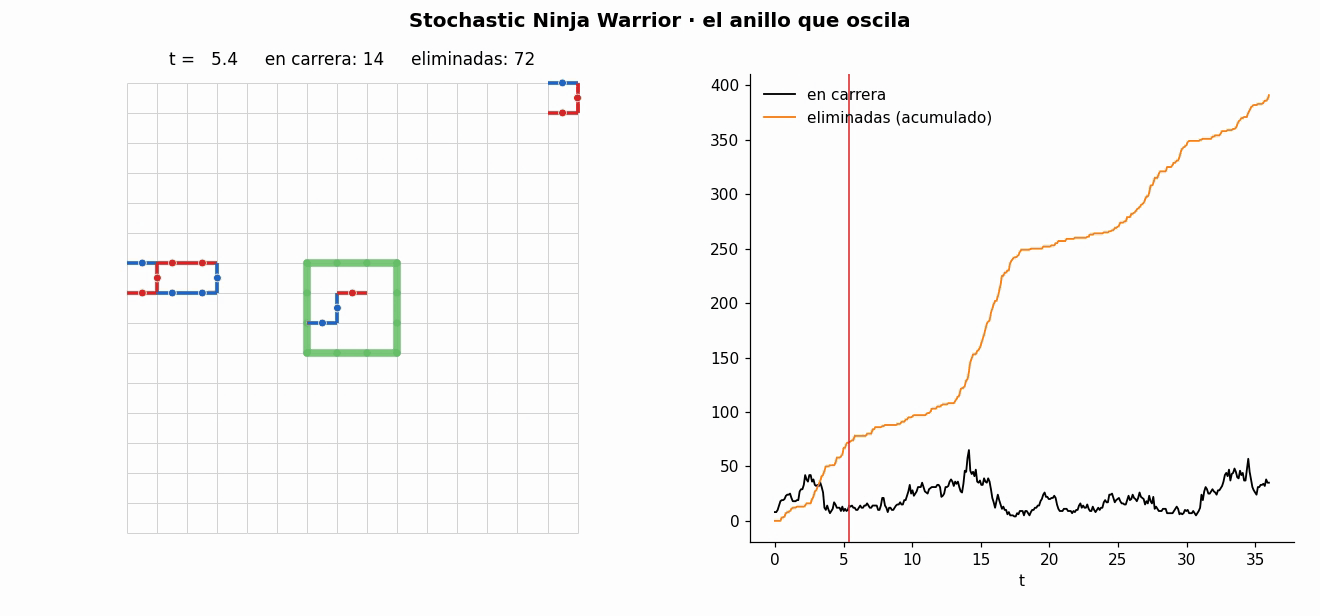 Stochastic Ninja Warrior · el anillo que oscila
t = 5.4 en carrera: 14 eliminadas: 72
en carrera
eliminadas (acumulado)
400
350
300
250
200
150
100
50
0
0 5 10 15 20 25 30 35
t